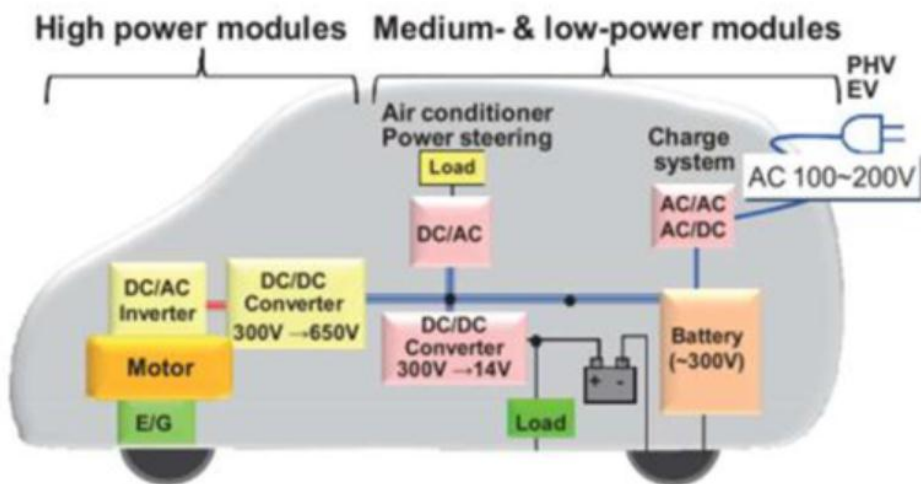 High power modules
Medium- & low-power modules
PHV
EV
Air conditioner
Power steering
Load
DC/AC
Charge
system
AC 100~200V
AC/AC
AC/DC
DC/AC
Inverter
DC/DC
Converter
300V →650V
DC/DC
Converter
300V →14V
Battery
(~300V)
Motor
+ -
E/G
Load